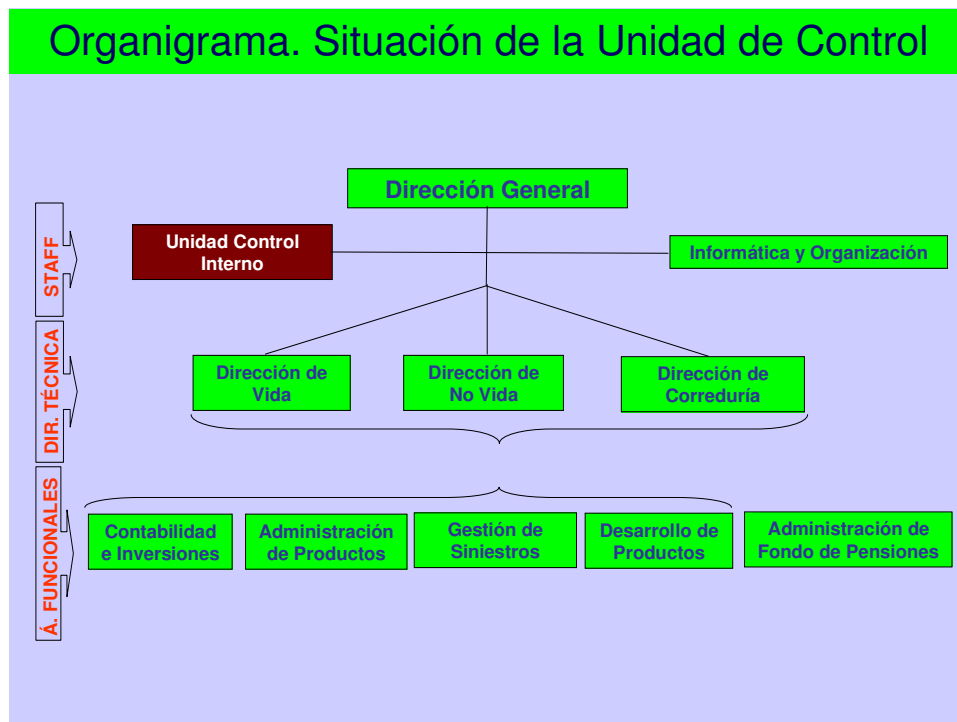 Organigrama. Situación de la Unidad de Control
Dirección General
STAFF
Unidad Control
Interno
Informática y Organización
DIR. TÉCNICA
Dirección de
Vida
Dirección de
No Vida
Dirección de
Correduría
Á. FUNCIONALES
Contabilidad
e Inversiones
Administración
de Productos
Gestión de
Siniestros
Desarrollo de
Productos
Administración de
Fondo de Pensiones